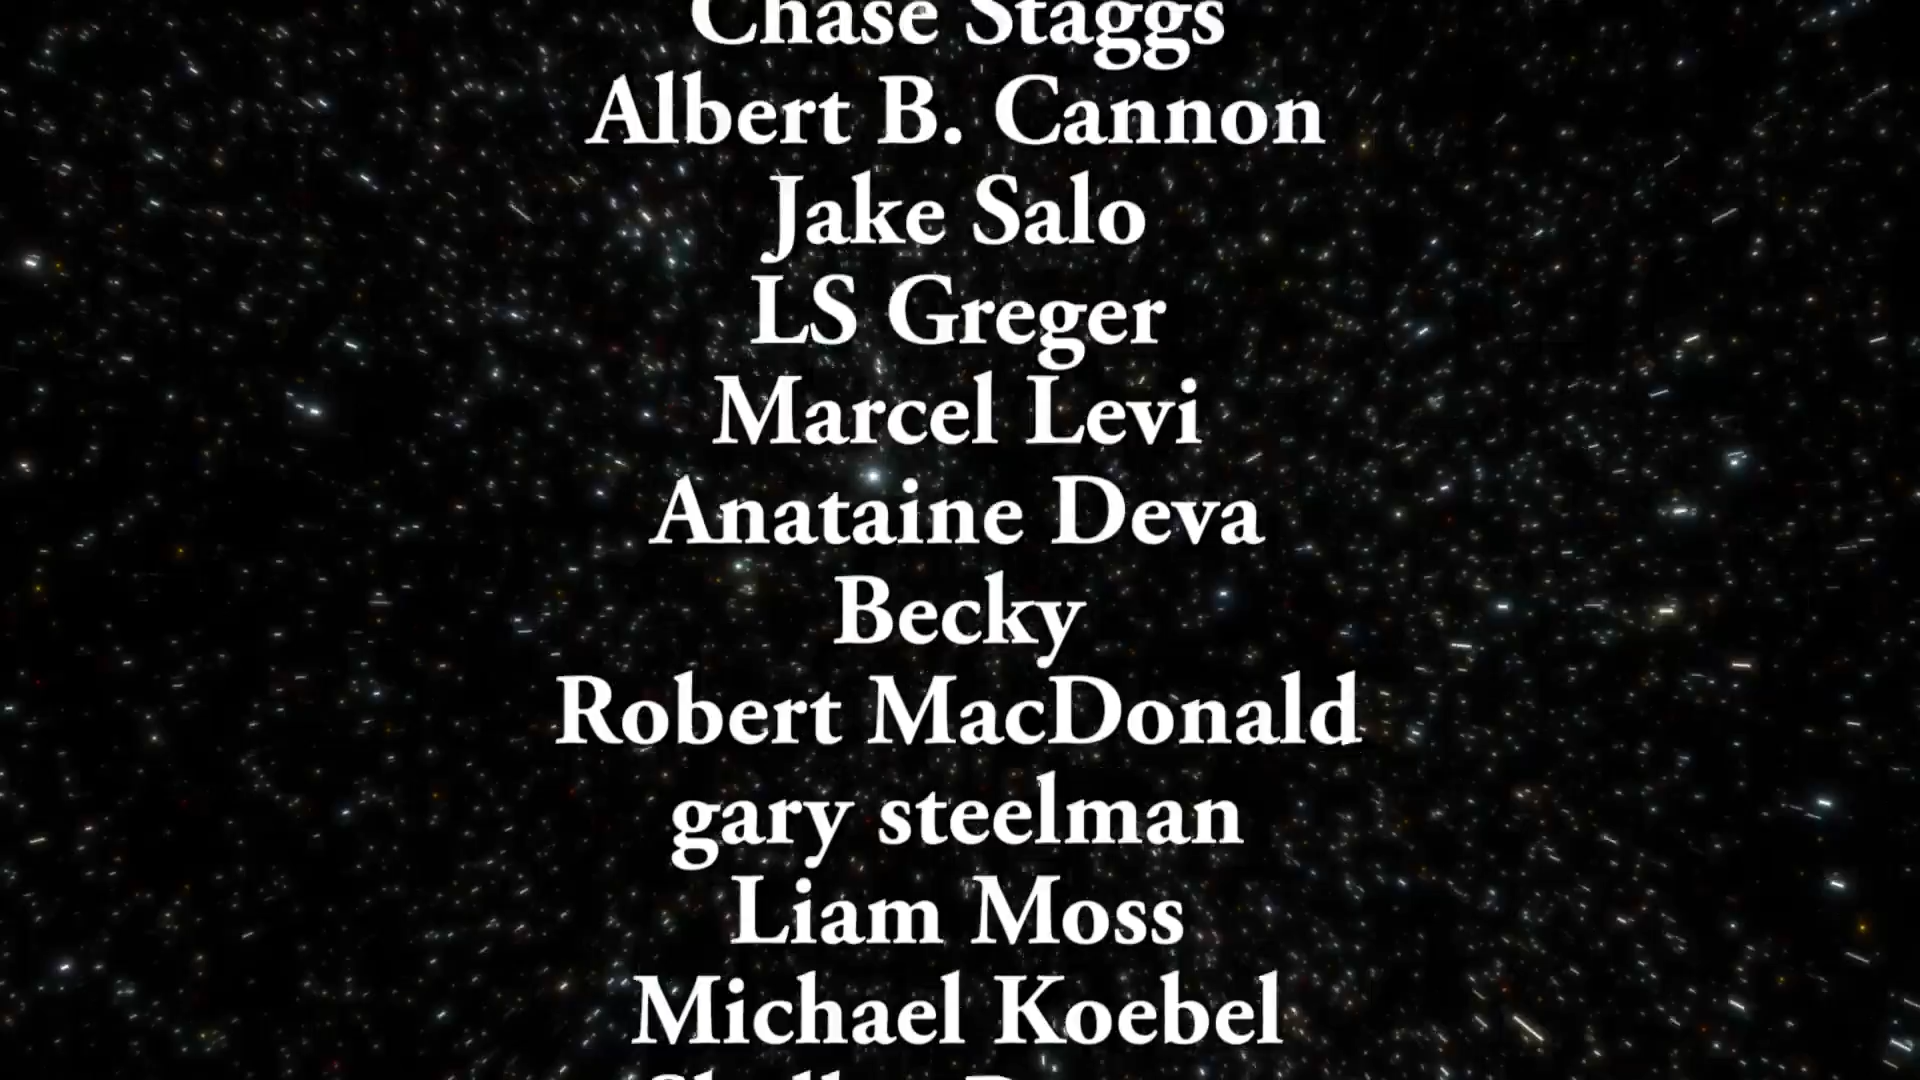 Chase Staggs
Albert B. Cannon
Jake Salo
LS Greger
Marcel Levi
Anataine Deva
Becky
Robert MacDonald
gary steelman
Liam Moss
Michael Koebel